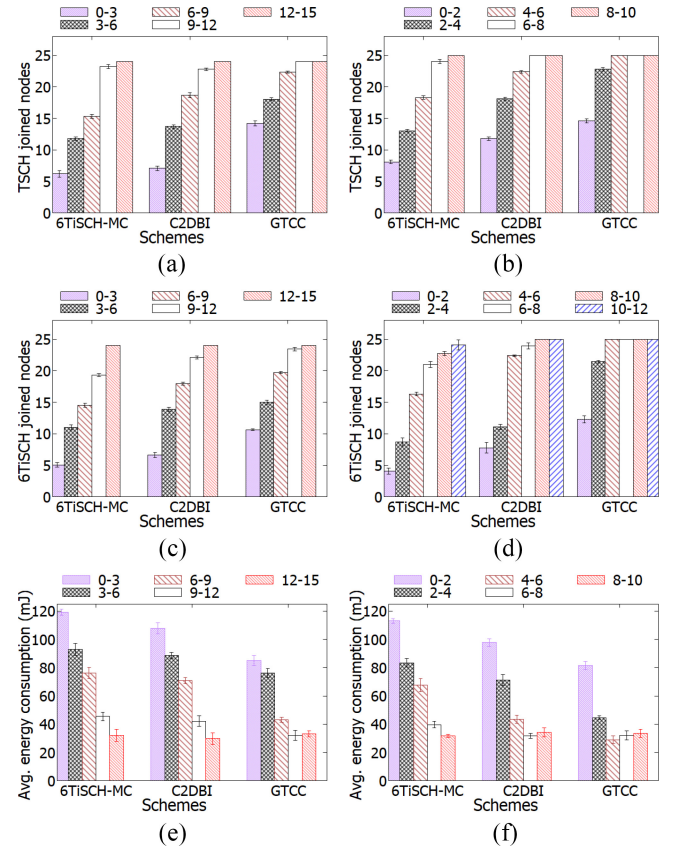 0-3 6-9 12-15
3-6 9-12
TSCH joined nodes
25
20
15
10
5
0
6TiSCH-MC C2DBI GTCC
Schemes
(a)
0-2 4-6 8-10
2-4 6-8
TSCH joined nodes
25
20
15
10
5
0
6TiSCH-MC C2DBI GTCC
Schemes
(b)
0-3 6-9 12-15
3-6 9-12
6TiSCH joined nodes
25
20
15
10
5
0
6TiSCH-MC C2DBI GTCC
Schemes
(c)
0-2 4-6 8-10
2-4 6-8 10-12
6TiSCH joined nodes
25
20
15
10
5
0
6TiSCH-MC C2DBI GTCC
Schemes
(d)
0-3 6-9 12-15
3-6 9-12
Avg. energy consumption (mJ)
120
100
80
60
40
20
0
6TiSCH-MC C2DBI GTCC
Schemes
(e)
0-2 4-6 8-10
2-4 6-8
Avg. energy consumption (mJ)
120
100
80
60
40
20
0
6TiSCH-MC C2DBI GTCC
Schemes
(f)